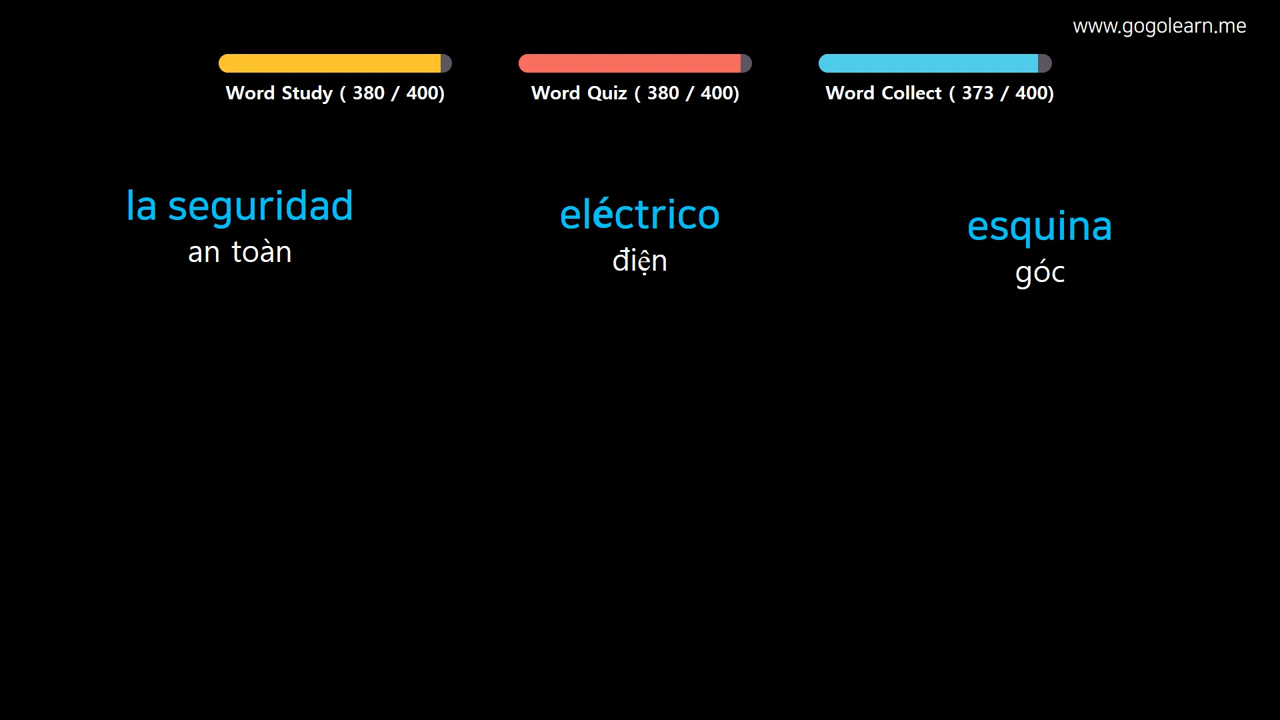 www.gogolearn.me
Word Study ( 380 / 400)
Word Quiz ( 380 / 400)
Word Collect ( 373 / 400)
la seguridad
an toàn
eléctrico
điện
esquina
góc